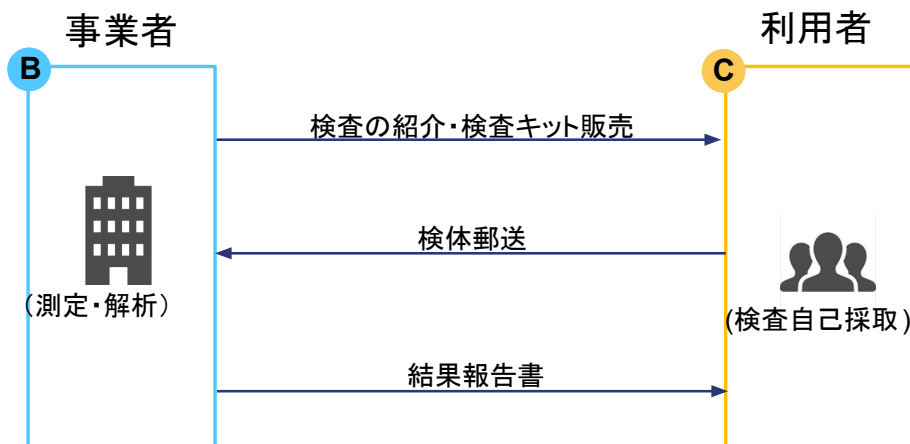 事業者
利用者
B
C
検査の紹介・検査キット販売
検体郵送
（測定・解析）
(検査自己採取)
結果報告書